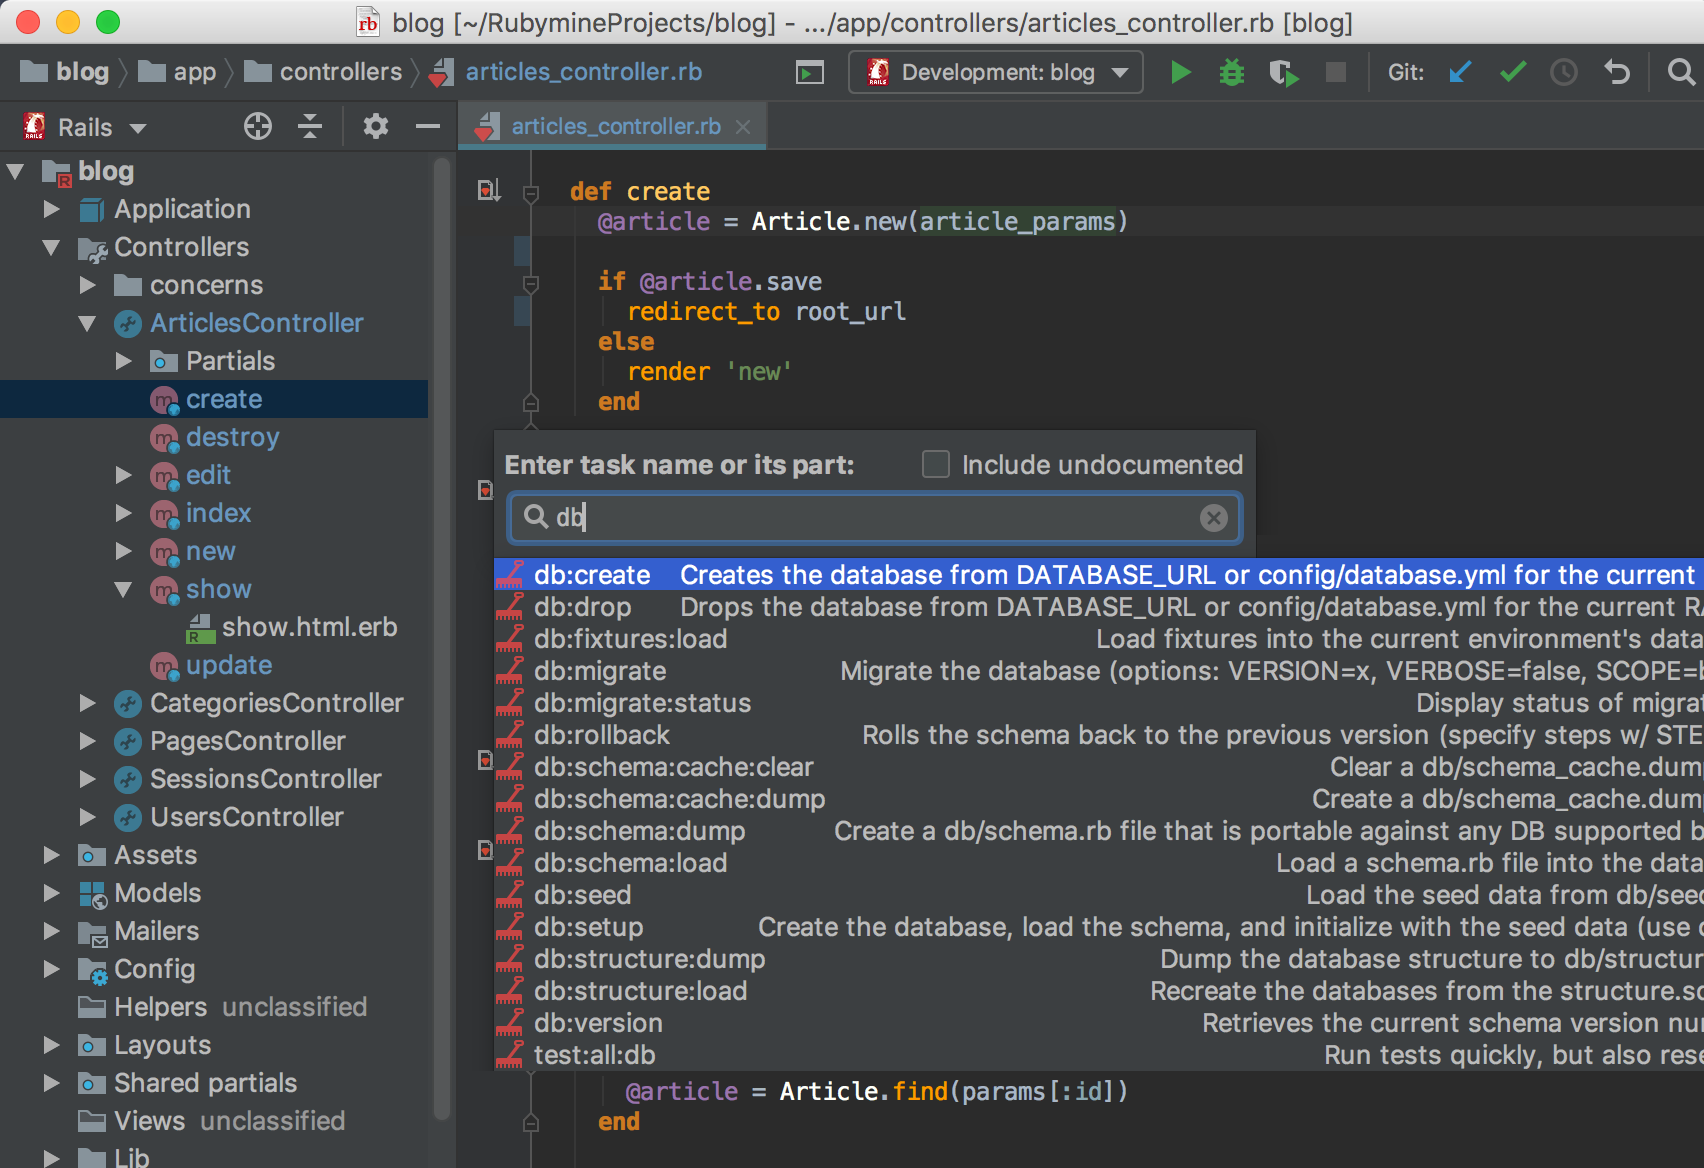 blog [~/RubymineProjects/blog] - .../app/controllers/articles_controller.rb [blog]
blog app controllers articles_controller.rb Development: blog Git:
Rails articles_controller.rb
blog
Application
Controllers
concerns
ArticlesController
Partials
create
destroy
edit
index
new
show
show.html.erb
update
CategoriesController
PagesController
SessionsController
UsersController
Assets
Models
Mailers
Config
Helpers unclassified
Layouts
Shared partials
Views unclassified
Lib
def create
@article = Article.new(article_params)
if @article.save
redirect_to root_url
else
render 'new'
end
Enter task name or its part: Include undocumented
db
db:create Creates the database from DATABASE_URL or config/database.yml for the current
db:drop Drops the database from DATABASE_URL or config/database.yml for the current RA
db:fixtures:load Load fixtures into the current environment's data
db:migrate Migrate the database (options: VERSION=x, VERBOSE=false, SCOPE=b
db:migrate:status Display status of migrat
db:rollback Rolls the schema back to the previous version (specify steps w/ STE
db:schema:cache:clear Clear a db/schema_cache.dum
db:schema:cache:dump Create a db/schema_cache.dum
db:schema:dump Create a db/schema.rb file that is portable against any DB supported b
db:schema:load Load a schema.rb file into the data
db:seed Load the seed data from db/seed
db:setup Create the database, load the schema, and initialize with the seed data (use
db:structure:dump Dump the database structure to db/structur
db:structure:load Recreate the databases from the structure.sq
db:version Retrieves the current schema version nu
test:all:db Run tests quickly, but also rese
@article = Article.find(params[:id])
end